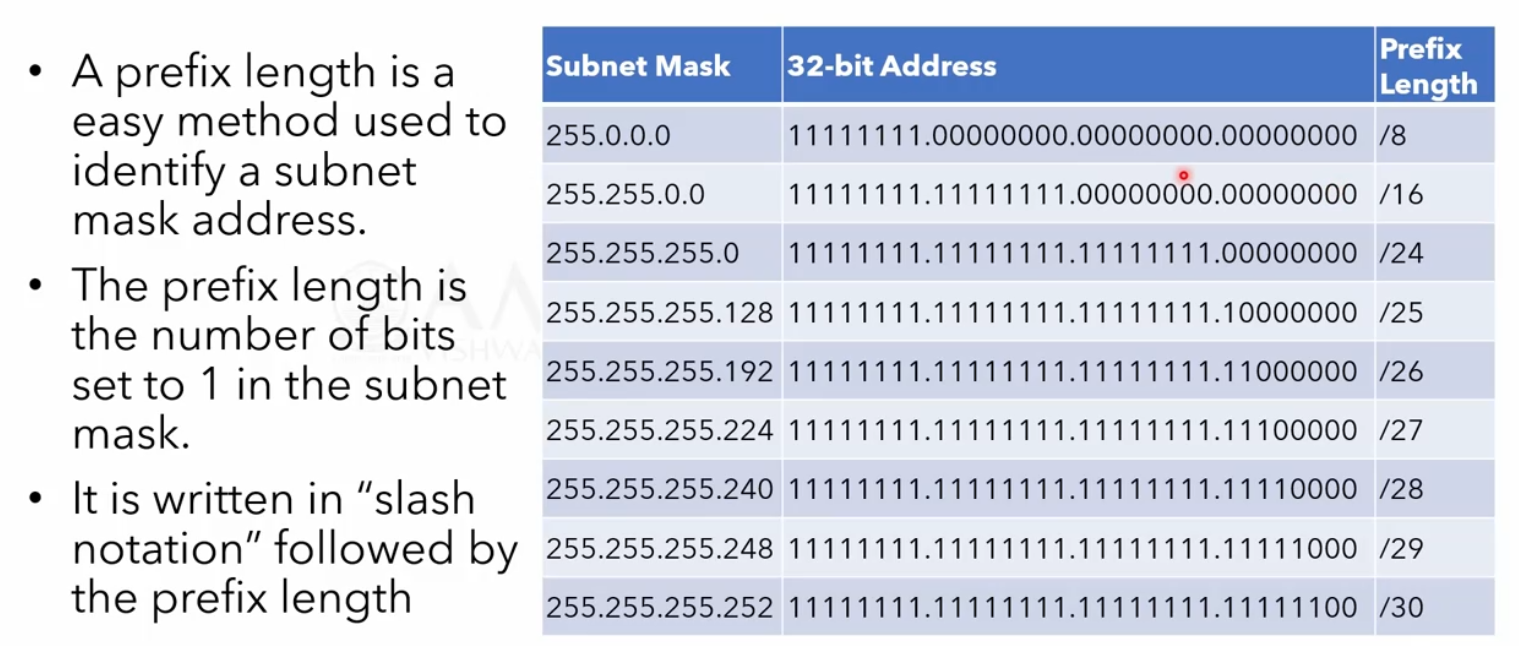 • A prefix length is a
easy method used to
identify a subnet
mask address.
• The prefix length is
the number of bits
set to 1 in the subnet
mask.
• It is written in “slash
notation” followed by
the prefix length
Subnet Mask 32-bit Address Prefix Length
255.0.0.0 11111111.00000000.00000000.00000000 /8
255.255.0.0 11111111.11111111.00000000.00000000 /16
255.255.255.0 11111111.11111111.11111111.00000000 /24
255.255.255.128 11111111.11111111.11111111.10000000 /25
255.255.255.192 11111111.11111111.11111111.11000000 /26
255.255.255.224 11111111.11111111.11111111.11100000 /27
255.255.255.240 11111111.11111111.11111111.11110000 /28
255.255.255.248 11111111.11111111.11111111.11111000 /29
255.255.255.252 11111111.11111111.11111111.11111100 /30